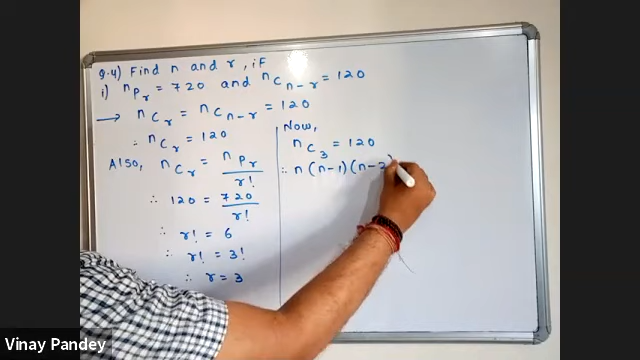 Q.4) Find n and r, if
i) nPr = 720 and nCn-r = 120
→ nCr = nCn-r = 120
∴ nCr = 120
Also, nCr = nPr
r!
∴ 120 = 720
r!
∴ r! = 6
∴ r! = 3!
∴ r = 3
Now,
nC3 = 120
∴ n(n-1)(n-2)
Vinay Pandey